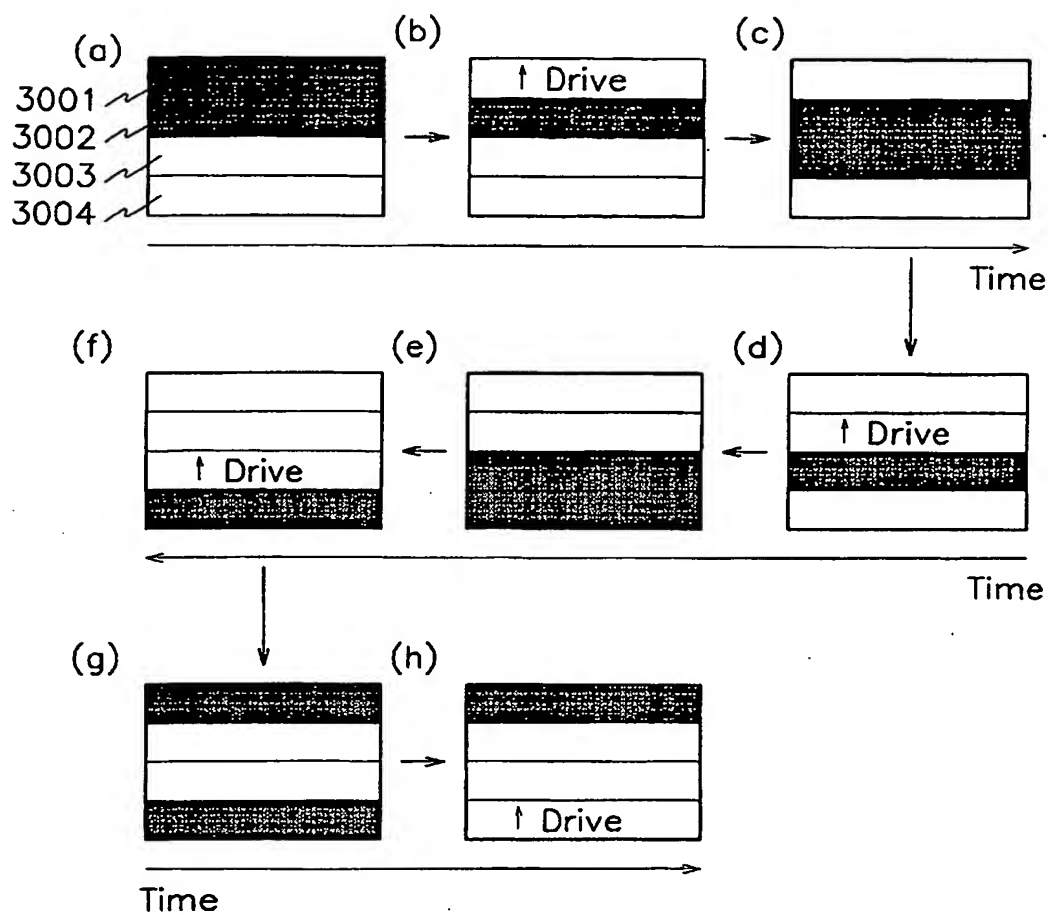 (a)
3001
3002
3003
3004
(b)
↑ Drive
(c)
Time
(f)
↑ Drive
(e)
(d)
↑ Drive
Time
(g)
(h)
↑ Drive
Time